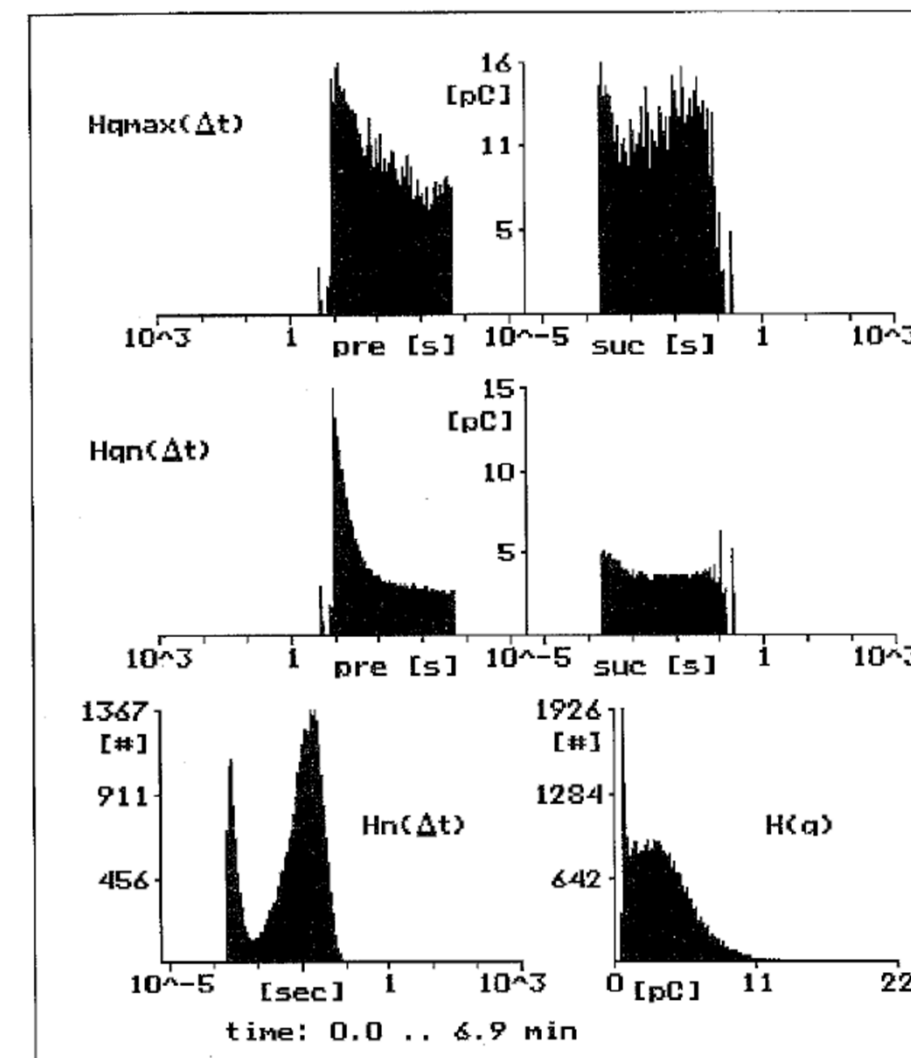 16
[pC]
Hqmax(Δt)
11
5
10^3 1 pre [s] 10^-5 suc [s] 1 10^3
15
[pC]
Hqn(Δt)
10
5
10^3 1 pre [s] 10^-5 suc [s] 1 10^3
1367 1926
[#] [#]
911 1284
Hn(Δt) H(q)
456 642
10^-5 [sec] 1 10^3 0 [pC] 11 22
time: 0.0 .. 6.9 min